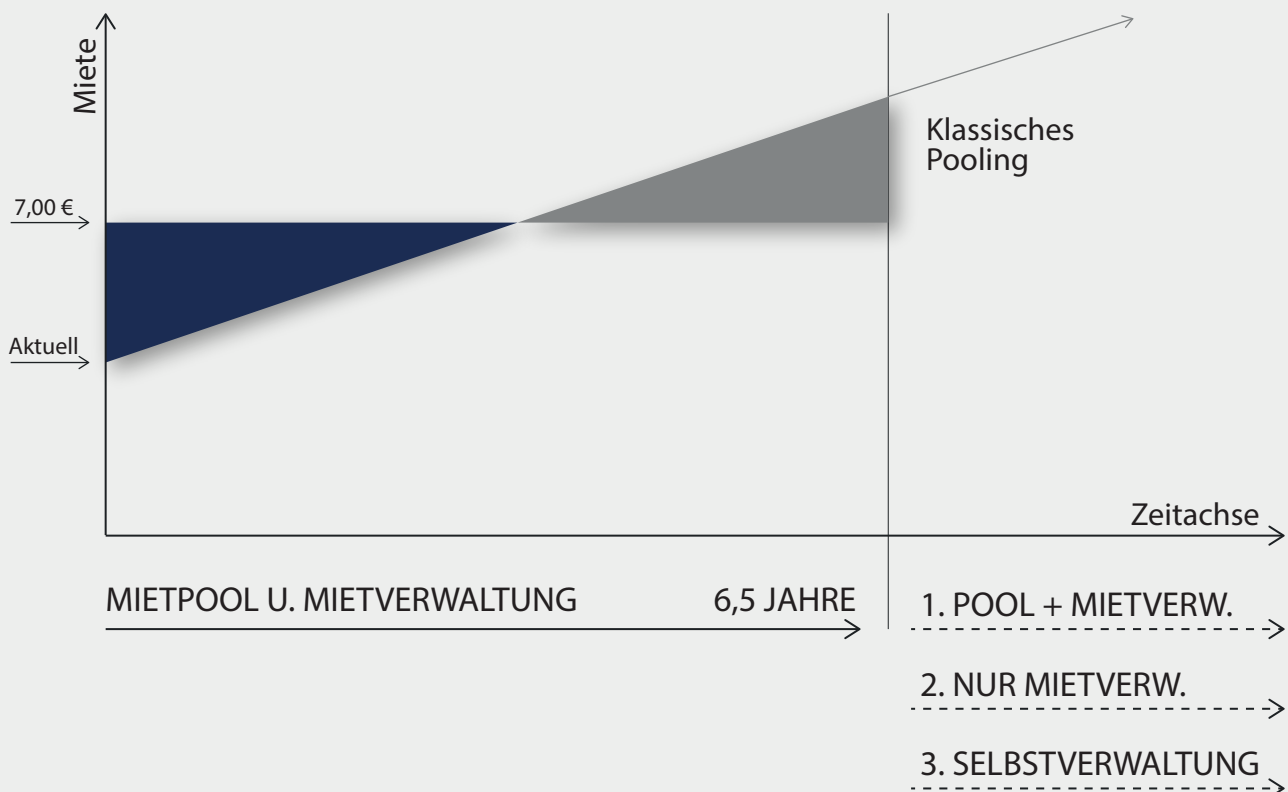 Miete
Klassisches
Pooling
7,00 €
Aktuell
Zeitachse
MIETPOOL U. MIETVERWALTUNG 6,5 JAHRE
1. POOL + MIETVERW.
2. NUR MIETVERW.
3. SELBSTVERWALTUNG